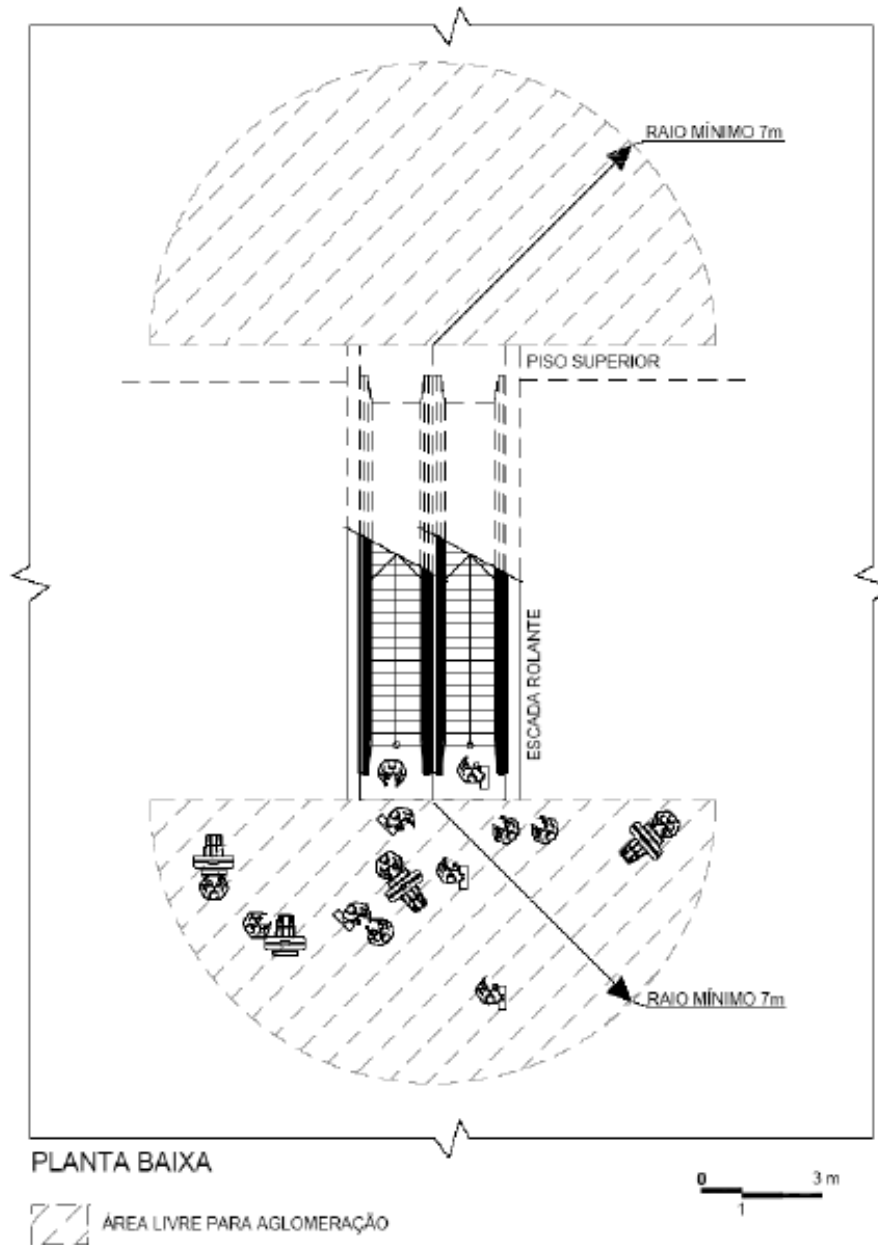 RAIO MÍNIMO 7m
PISO SUPERIOR
ESCADA ROLANTE
RAIO MÍNIMO 7m
PLANTA BAIXA
0 3 m
1
ÁREA LIVRE PARA AGLOMERAÇÃO